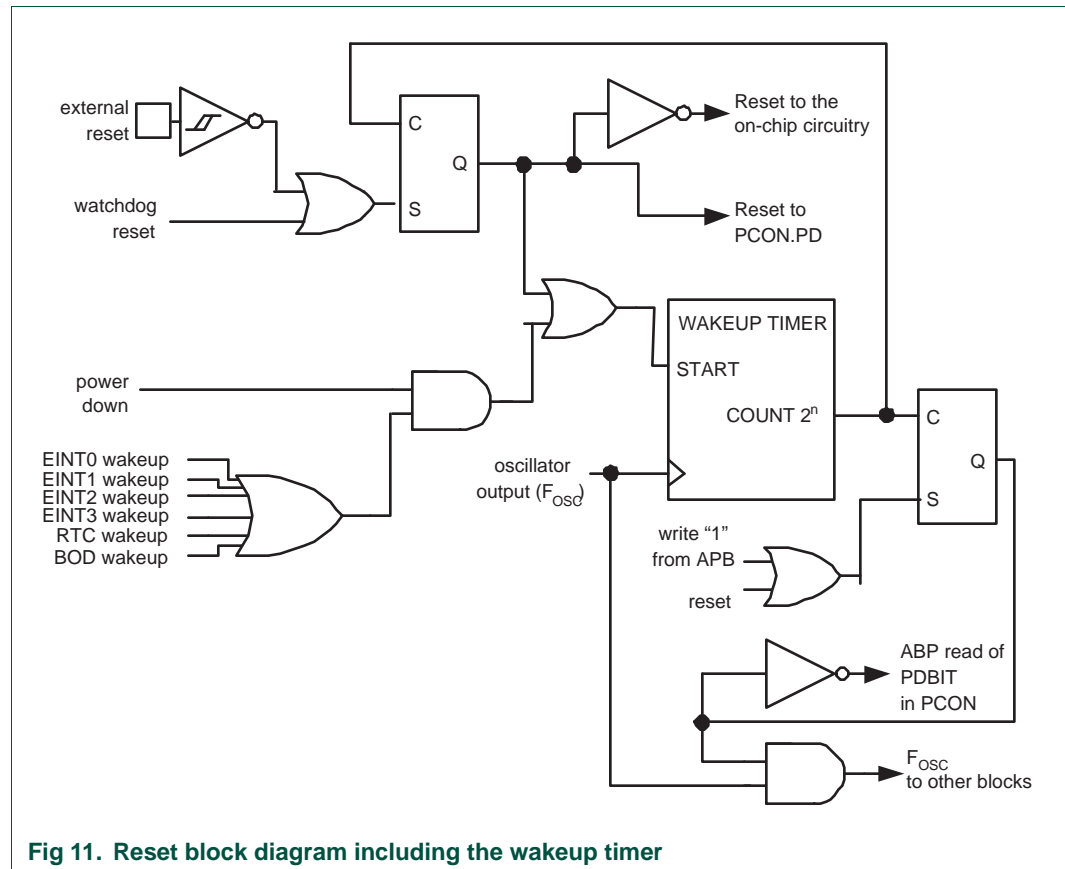 external
reset
watchdog
reset
C
Q
S
Reset to the
on-chip circuitry
Reset to
PCON.PD
WAKEUP TIMER
START
COUNT 2ⁿ
power
down
EINT0 wakeup
EINT1 wakeup
EINT2 wakeup
EINT3 wakeup
RTC wakeup
BOD wakeup
oscillator
output (F_OSC)
C
Q
S
write “1”
from APB
reset
ABP read of
PDBIT
in PCON
F_OSC
to other blocks
Fig 11. Reset block diagram including the wakeup timer